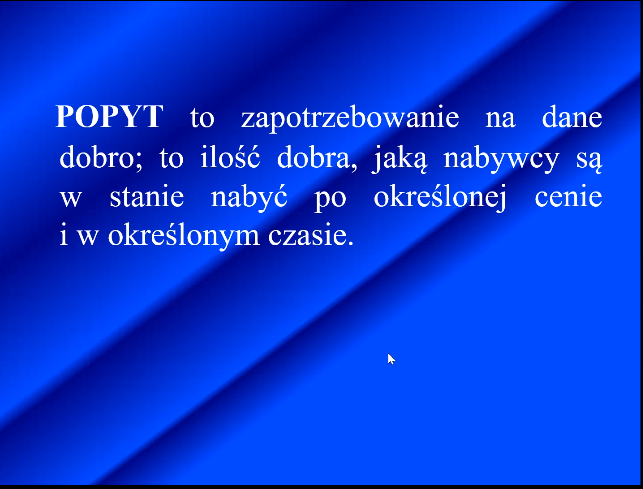 POPYT to zapotrzebowanie na dane
dobro; to ilość dobra, jaką nabywcy są
w stanie nabyć po określonej cenie
i w określonym czasie.